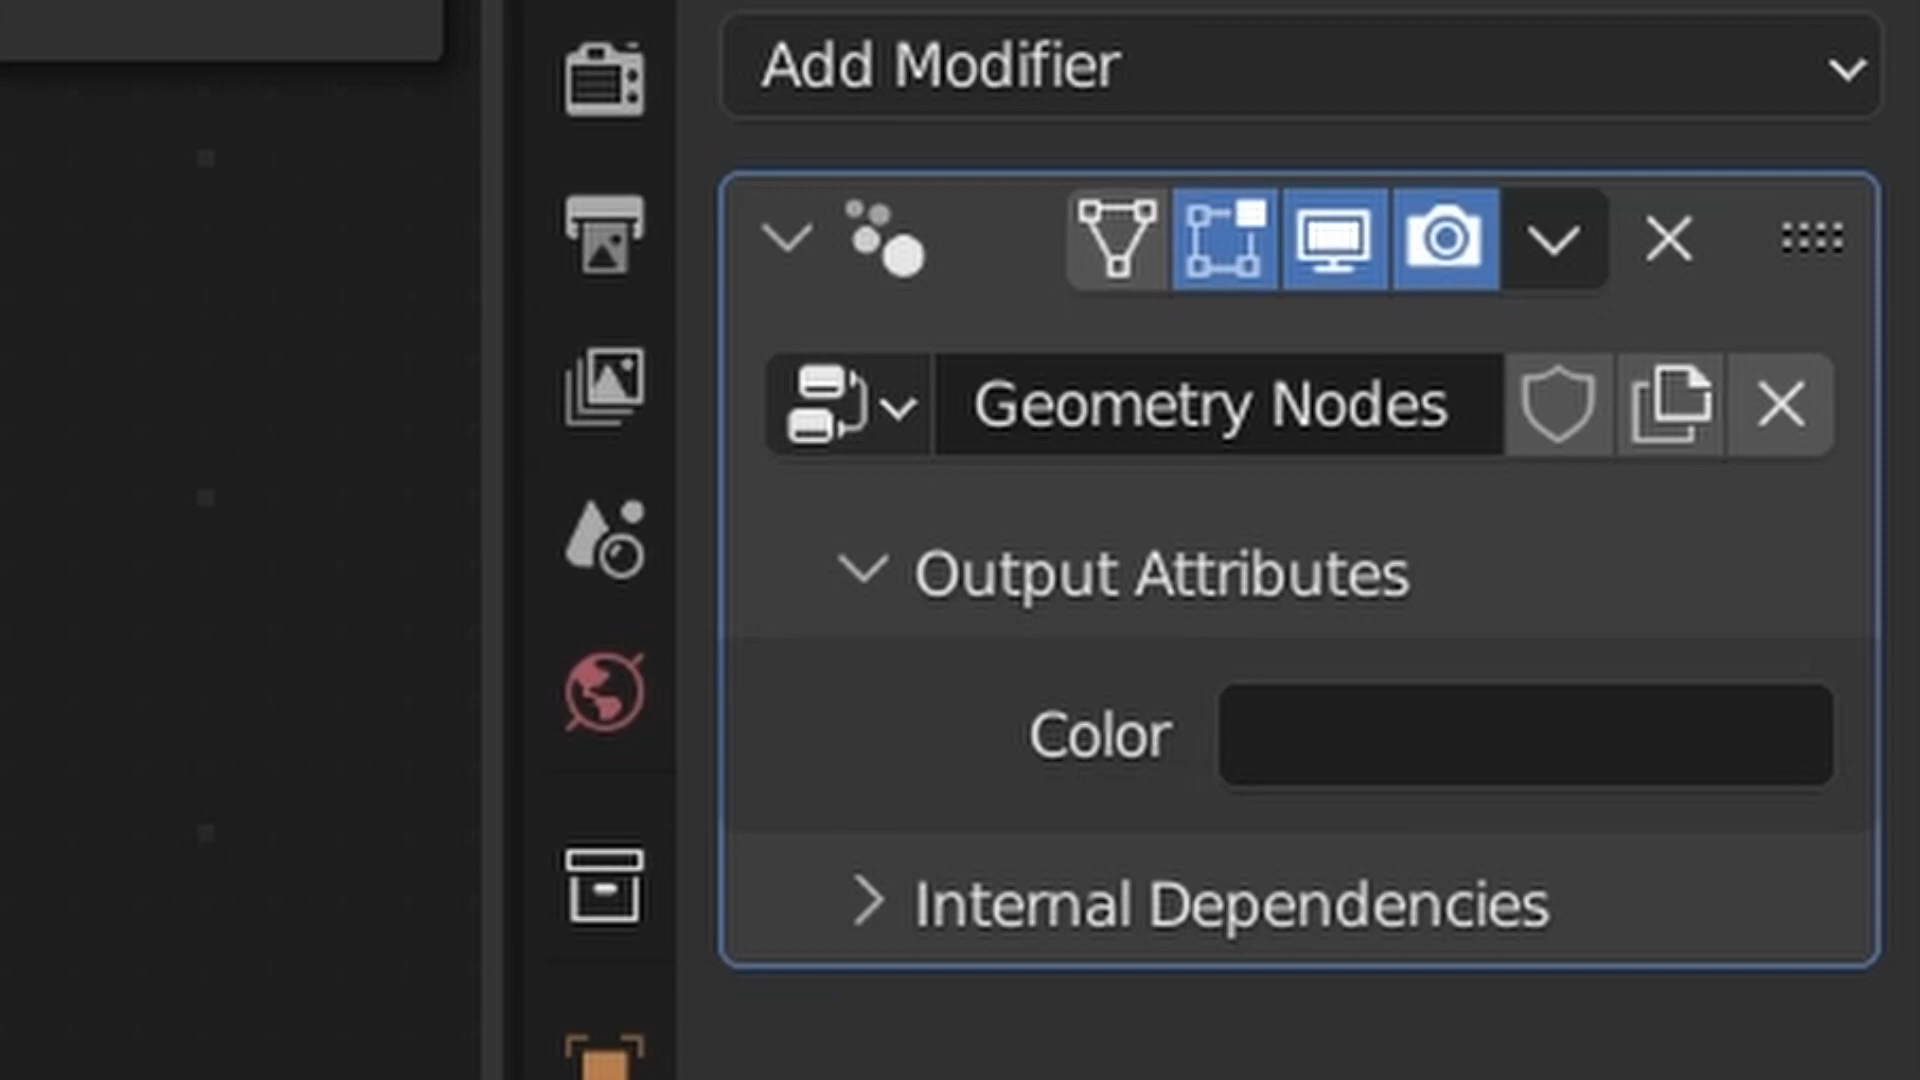 Add Modifier
Geometry Nodes
Output Attributes
Color
Internal Dependencies